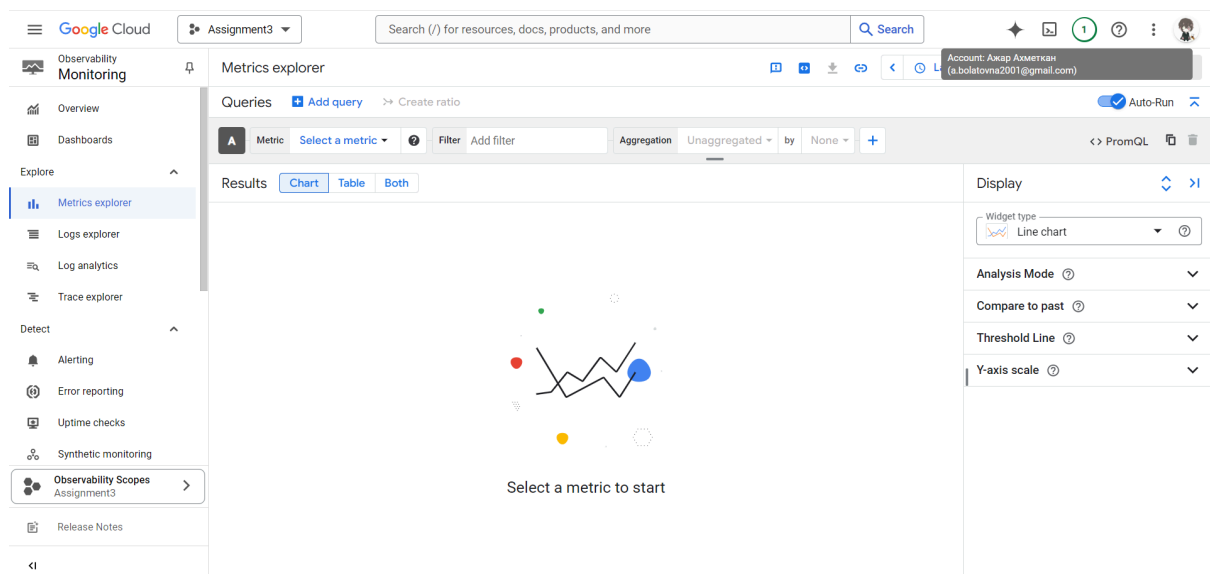 Google Cloud
Assignment3
Search (/) for resources, docs, products, and more
Search
1
Account: Ажар Ахметкан
(a.bolatovna2001@gmail.com)
Observability
Monitoring
Overview
Dashboards
Explore
Metrics explorer
Logs explorer
Log analytics
Trace explorer
Detect
Alerting
Error reporting
Uptime checks
Synthetic monitoring
Observability Scopes
Assignment3
Release Notes
Metrics explorer
Queries
Add query
Create ratio
Auto-Run
A
Metric
Select a metric
Filter
Add filter
Aggregation
Unaggregated
by
None
<> PromQL
Results
Chart
Table
Both
Select a metric to start
Display
Widget type
Line chart
Analysis Mode
Compare to past
Threshold Line
Y-axis scale